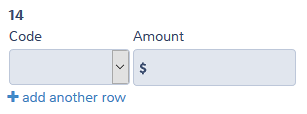 14
Code Amount
$
+ add another row